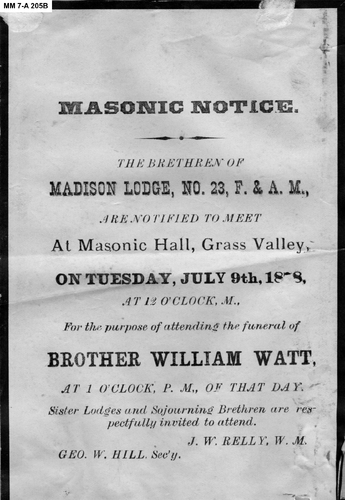 MM 7-A 205B
MASONIC NOTICE.
THE BRETHREN OF
MADISON LODGE, NO. 23, F. & A. M.,
ARE NOTIFIED TO MEET
At Masonic Hall, Grass Valley,
ON TUESDAY, JULY 9th, 1878,
AT 12 O'CLOCK, M.,
For the purpose of attending the funeral of
BROTHER WILLIAM WATT,
AT 1 O'CLOCK, P. M., OF THAT DAY.
Sister Lodges and Sojourning Brethren are res-
pectfully invited to attend.
J. W. RELLY, W. M.
GEO. W. HILL. Sec'y.